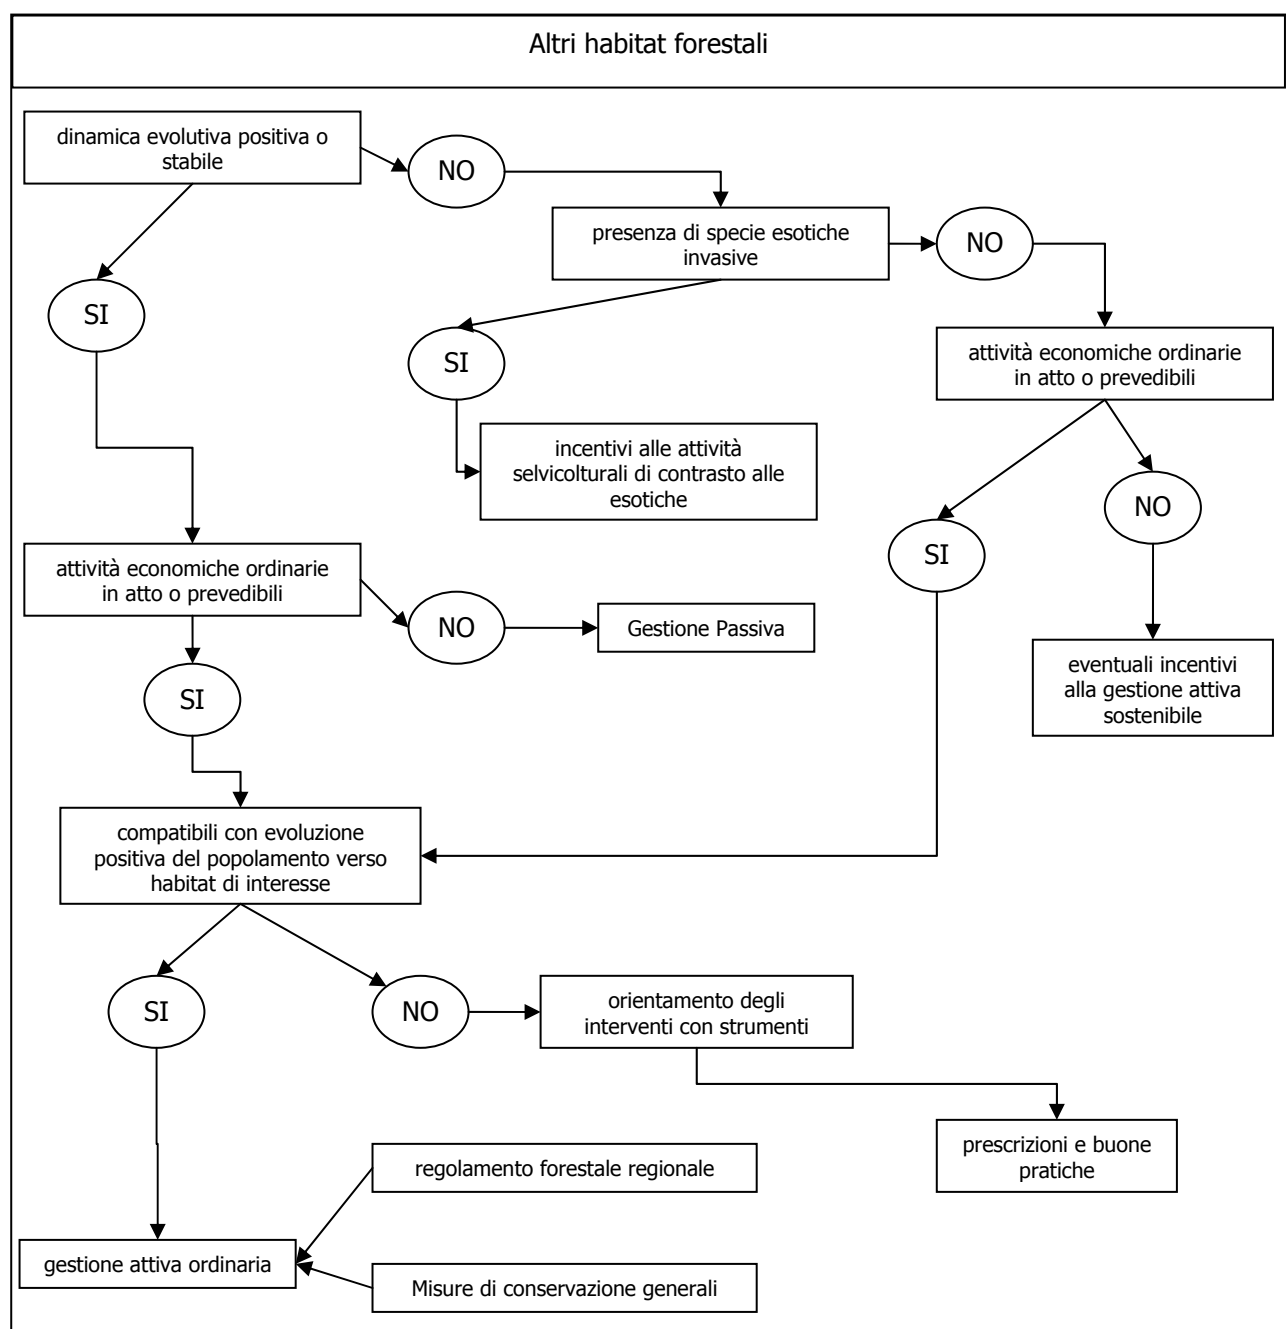 Altri habitat forestali
dinamica evolutiva positiva o
stabile
NO
presenza di specie esotiche
invasive
NO
SI
SI
attività economiche ordinarie
in atto o prevedibili
incentivi alle attività
selvicolturali di contrasto alle
esotiche
NO
SI
attività economiche ordinarie
in atto o prevedibili
NO
Gestione Passiva
eventuali incentivi
alla gestione attiva
sostenibile
SI
compatibili con evoluzione
positiva del popolamento verso
habitat di interesse
SI
NO
orientamento degli
interventi con strumenti
prescrizioni e buone
pratiche
regolamento forestale regionale
gestione attiva ordinaria
Misure di conservazione generali